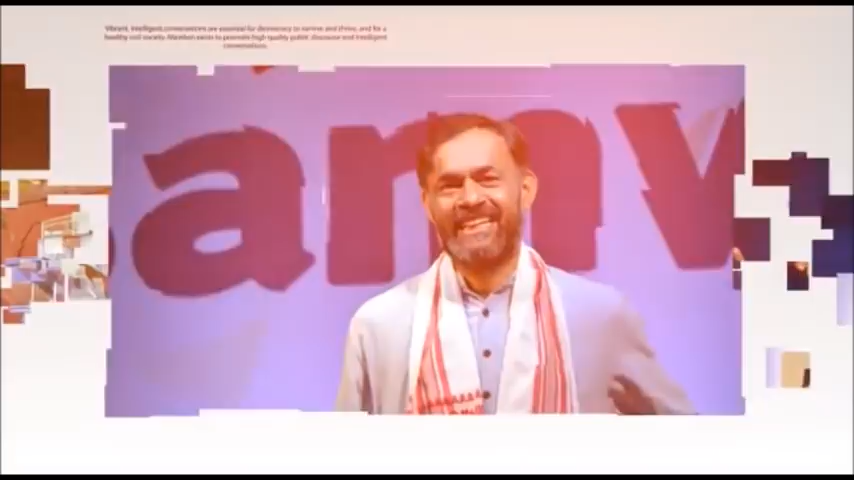 Vibrant, intelligent conversations are essential for democracy to survive and thrive, and for a
healthy civil society. Manthan exists to promote high quality public discourse and intelligent
conversations.
anv